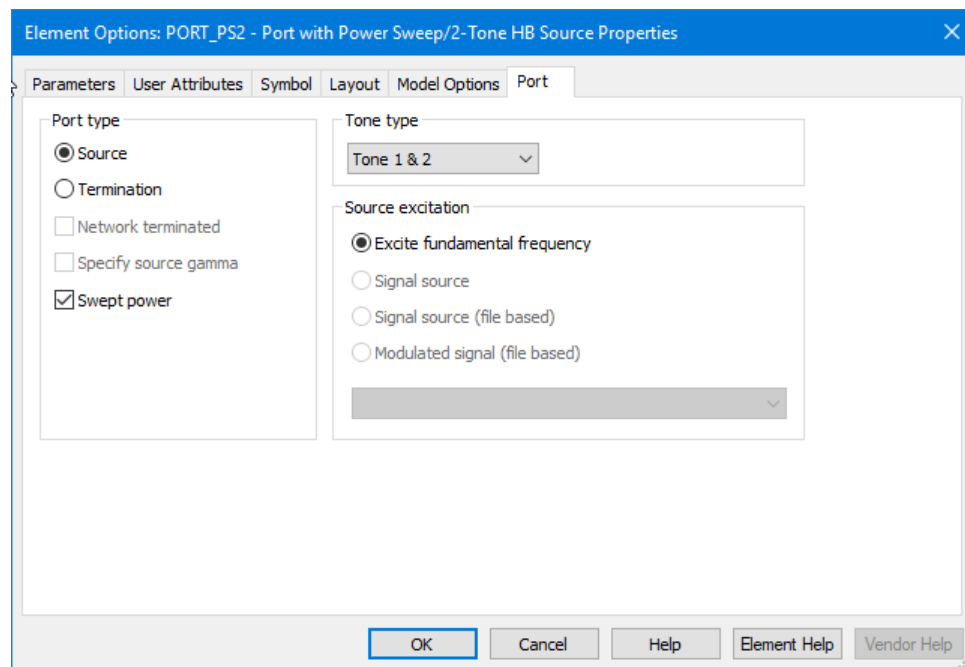 Element Options: PORT_PS2 - Port with Power Sweep/2-Tone HB Source Properties
Parameters User Attributes Symbol Layout Model Options Port
Port type
Source
Termination
Network terminated
Specify source gamma
Swept power
Tone type
Tone 1 & 2
Source excitation
Excite fundamental frequency
Signal source
Signal source (file based)
Modulated signal (file based)
OK Cancel Help Element Help Vendor Help